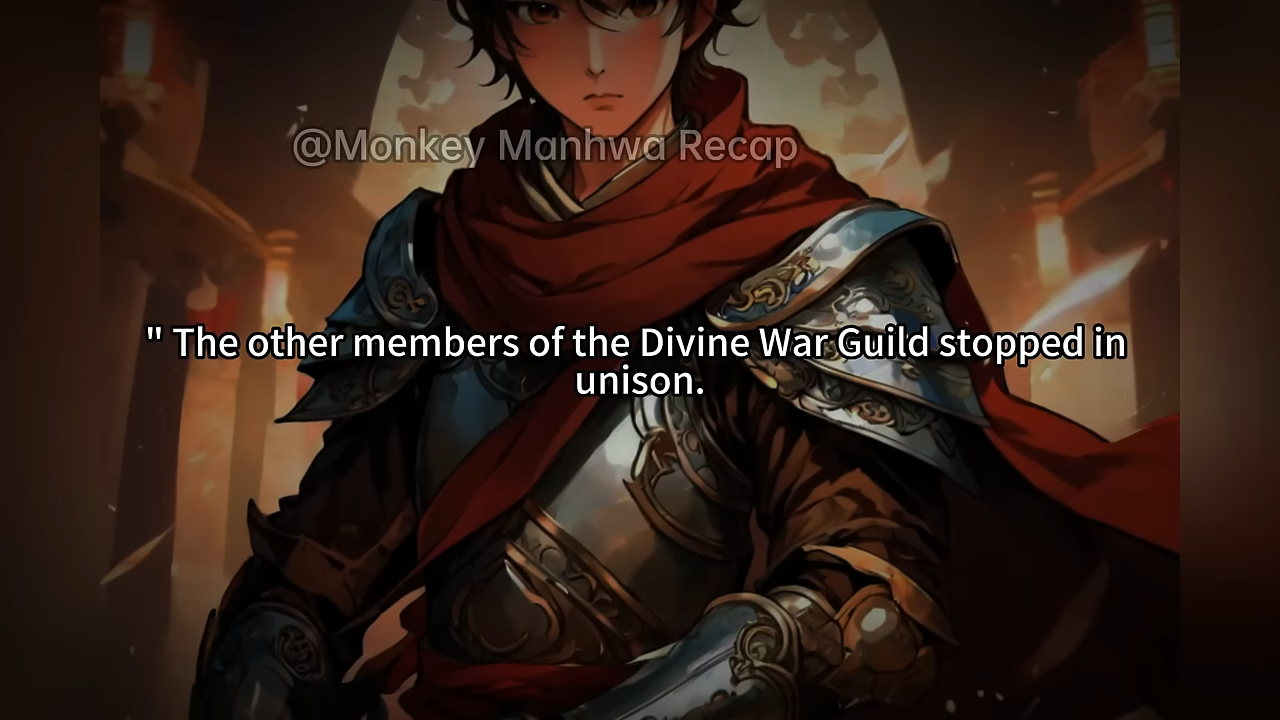 @Monkey Manhwa Recap
" The other members of the Divine War Guild stopped in
unison.